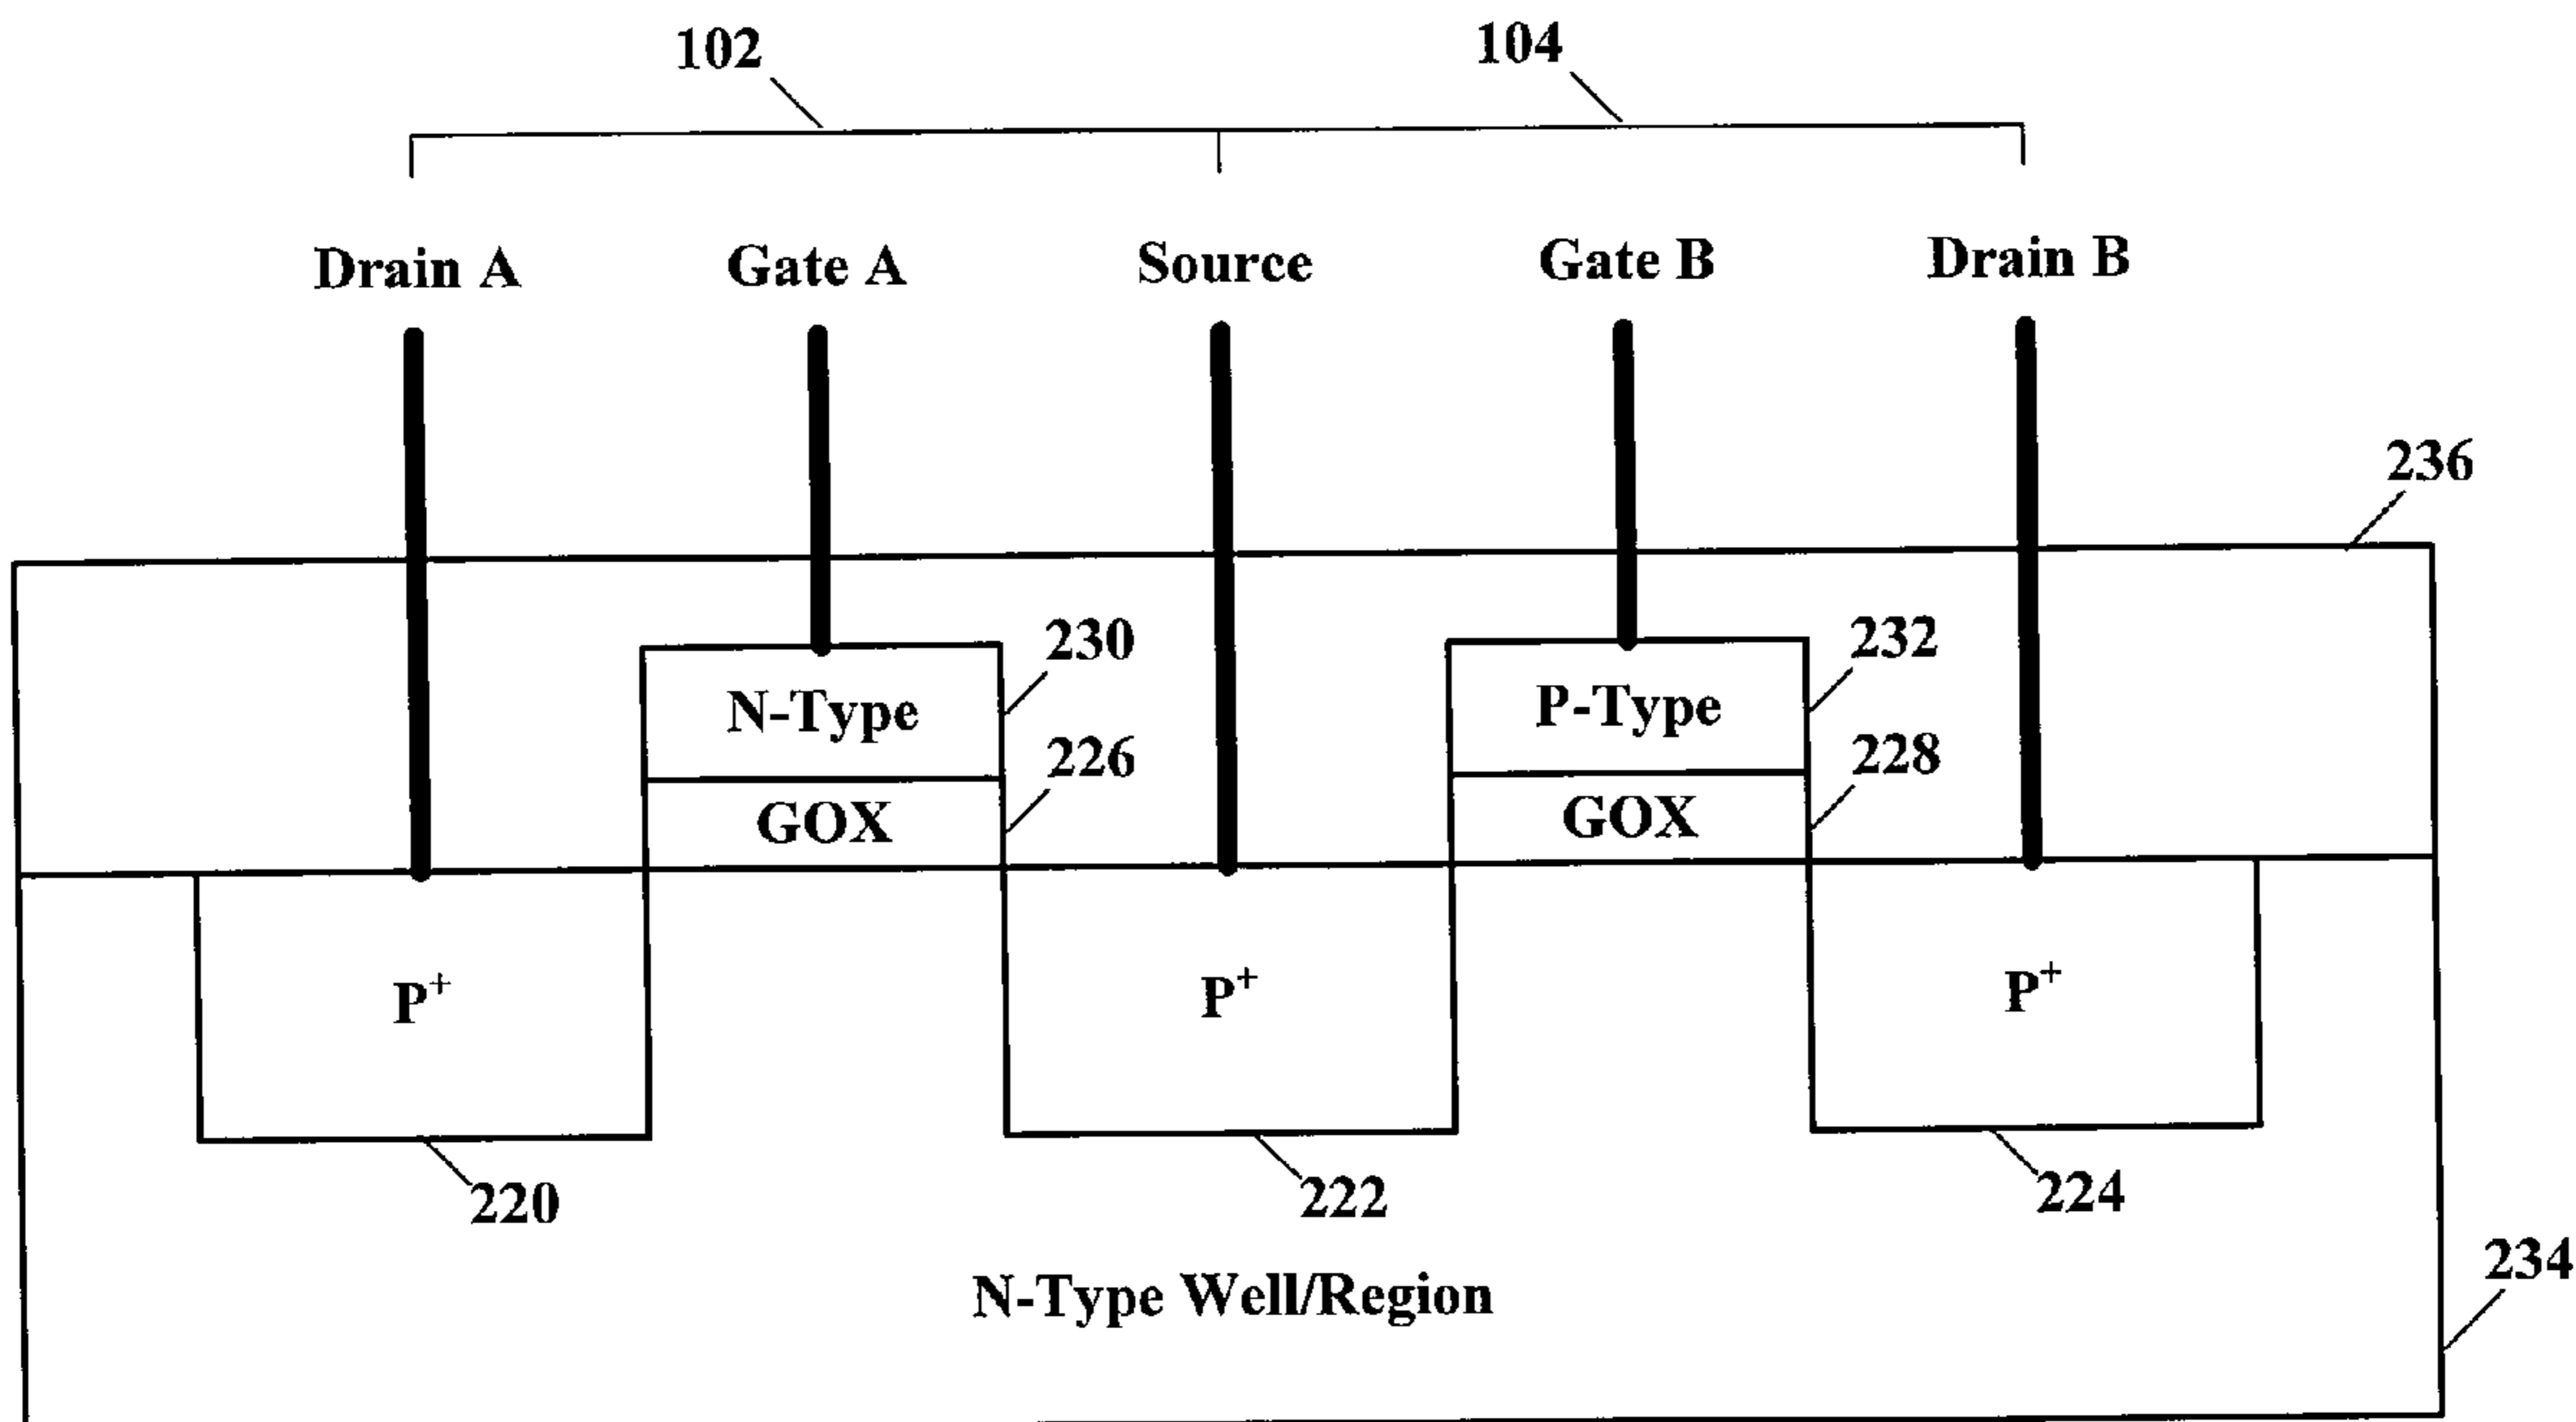 102
104
Drain A
Gate A
Source
Gate B
Drain B
236
230
232
N-Type
P-Type
226
228
GOX
GOX
P+
P+
P+
220
222
224
N-Type Well/Region
234